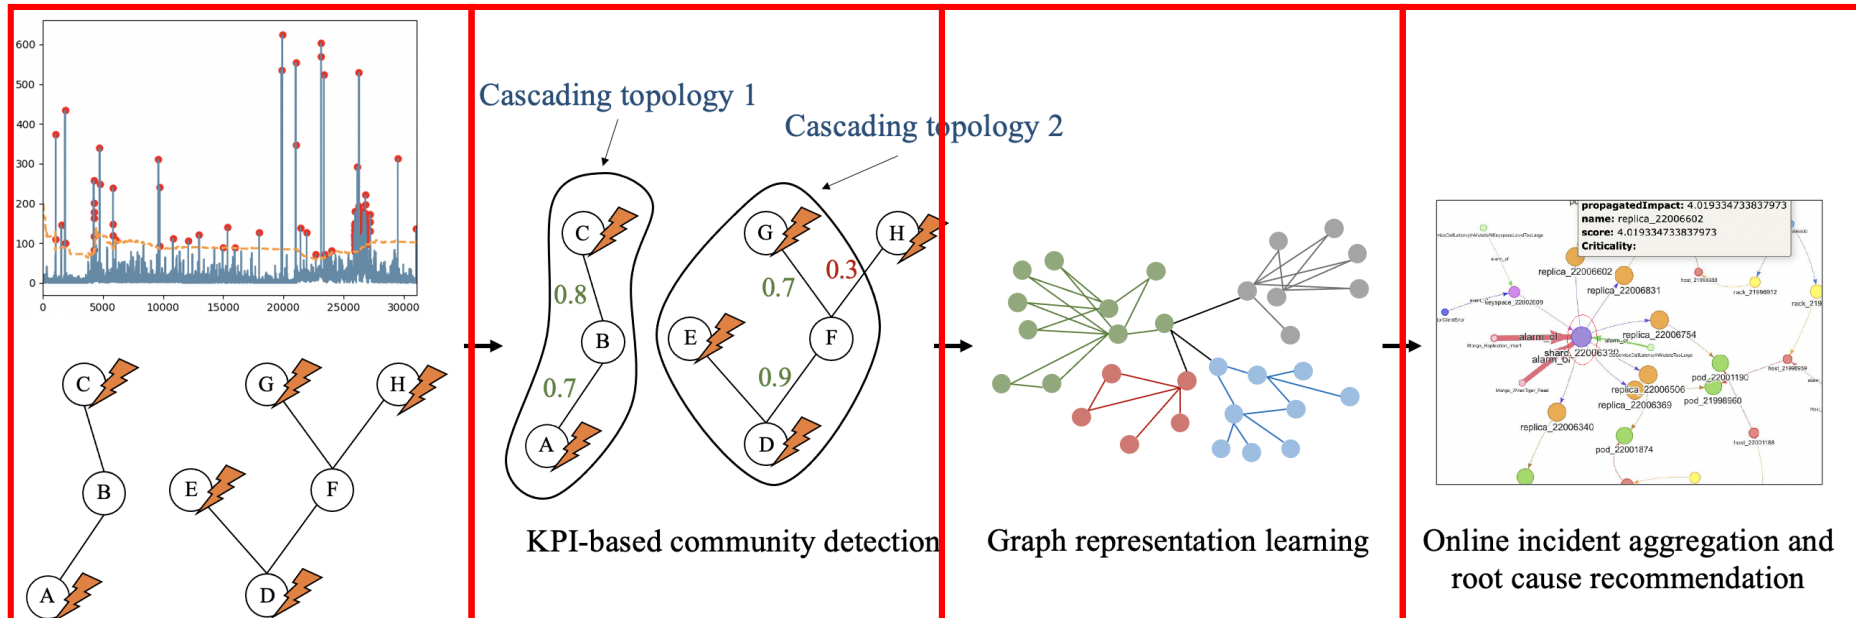 600
500
400
300
200
100
0
0
5000
10000
15000
20000
25000
30000
C
G
H
B
E
F
A
D
Cascading topology 1
Cascading topology 2
C
G
H
0.8
0.7
0.3
B
E
F
0.7
0.9
A
D
KPI-based community detection
Graph representation learning
propagatedImpact: 4.019334733837973
name: replica_22006602
score: 4.019334733837973
Criticality:
replica_22006602
replica_22006831
rack_21998912
replica_22006754
alarm_of
alarm_of
pod_22001190
replica_22006506
pod_21998960
replica_22006369
replica_22006340
host_22001188
pod_22001874
Online incident aggregation and
root cause recommendation